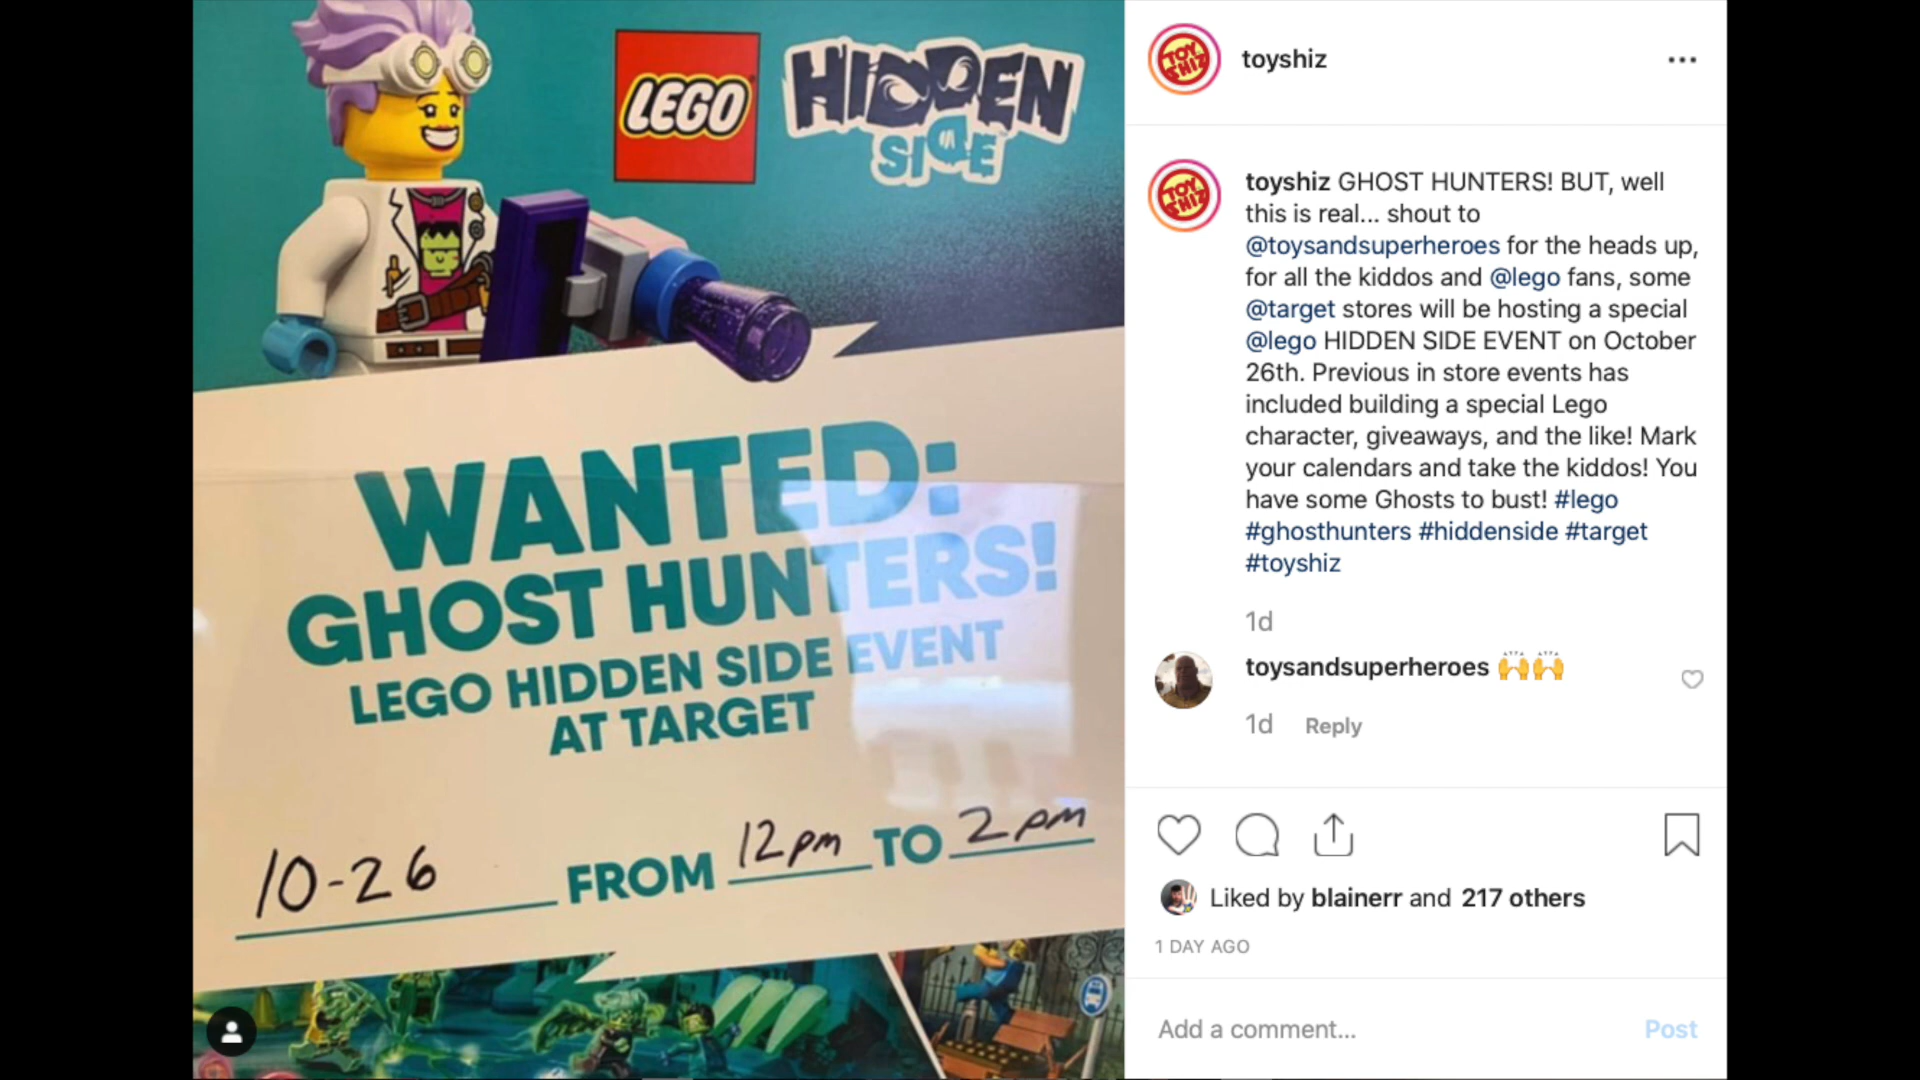 LEGO
HIDDEN
SIDE
WANTED:
GHOST HUNTERS!
LEGO HIDDEN SIDE EVENT
AT TARGET
10-26 FROM 12pm TO 2pm
TOY SHIZ
toyshiz
TOY SHIZ
toyshiz GHOST HUNTERS! BUT, well
this is real... shout to
@toysandsuperheroes for the heads up,
for all the kiddos and @lego fans, some
@target stores will be hosting a special
@lego HIDDEN SIDE EVENT on October
26th. Previous in store events has
included building a special Lego
character, giveaways, and the like! Mark
your calendars and take the kiddos! You
have some Ghosts to bust! #lego
#ghosthunters #hiddenside #target
#toyshiz
1d
toysandsuperheroes 🙌🙌
1d Reply
Liked by blainerr and 217 others
1 DAY AGO
Add a comment... Post